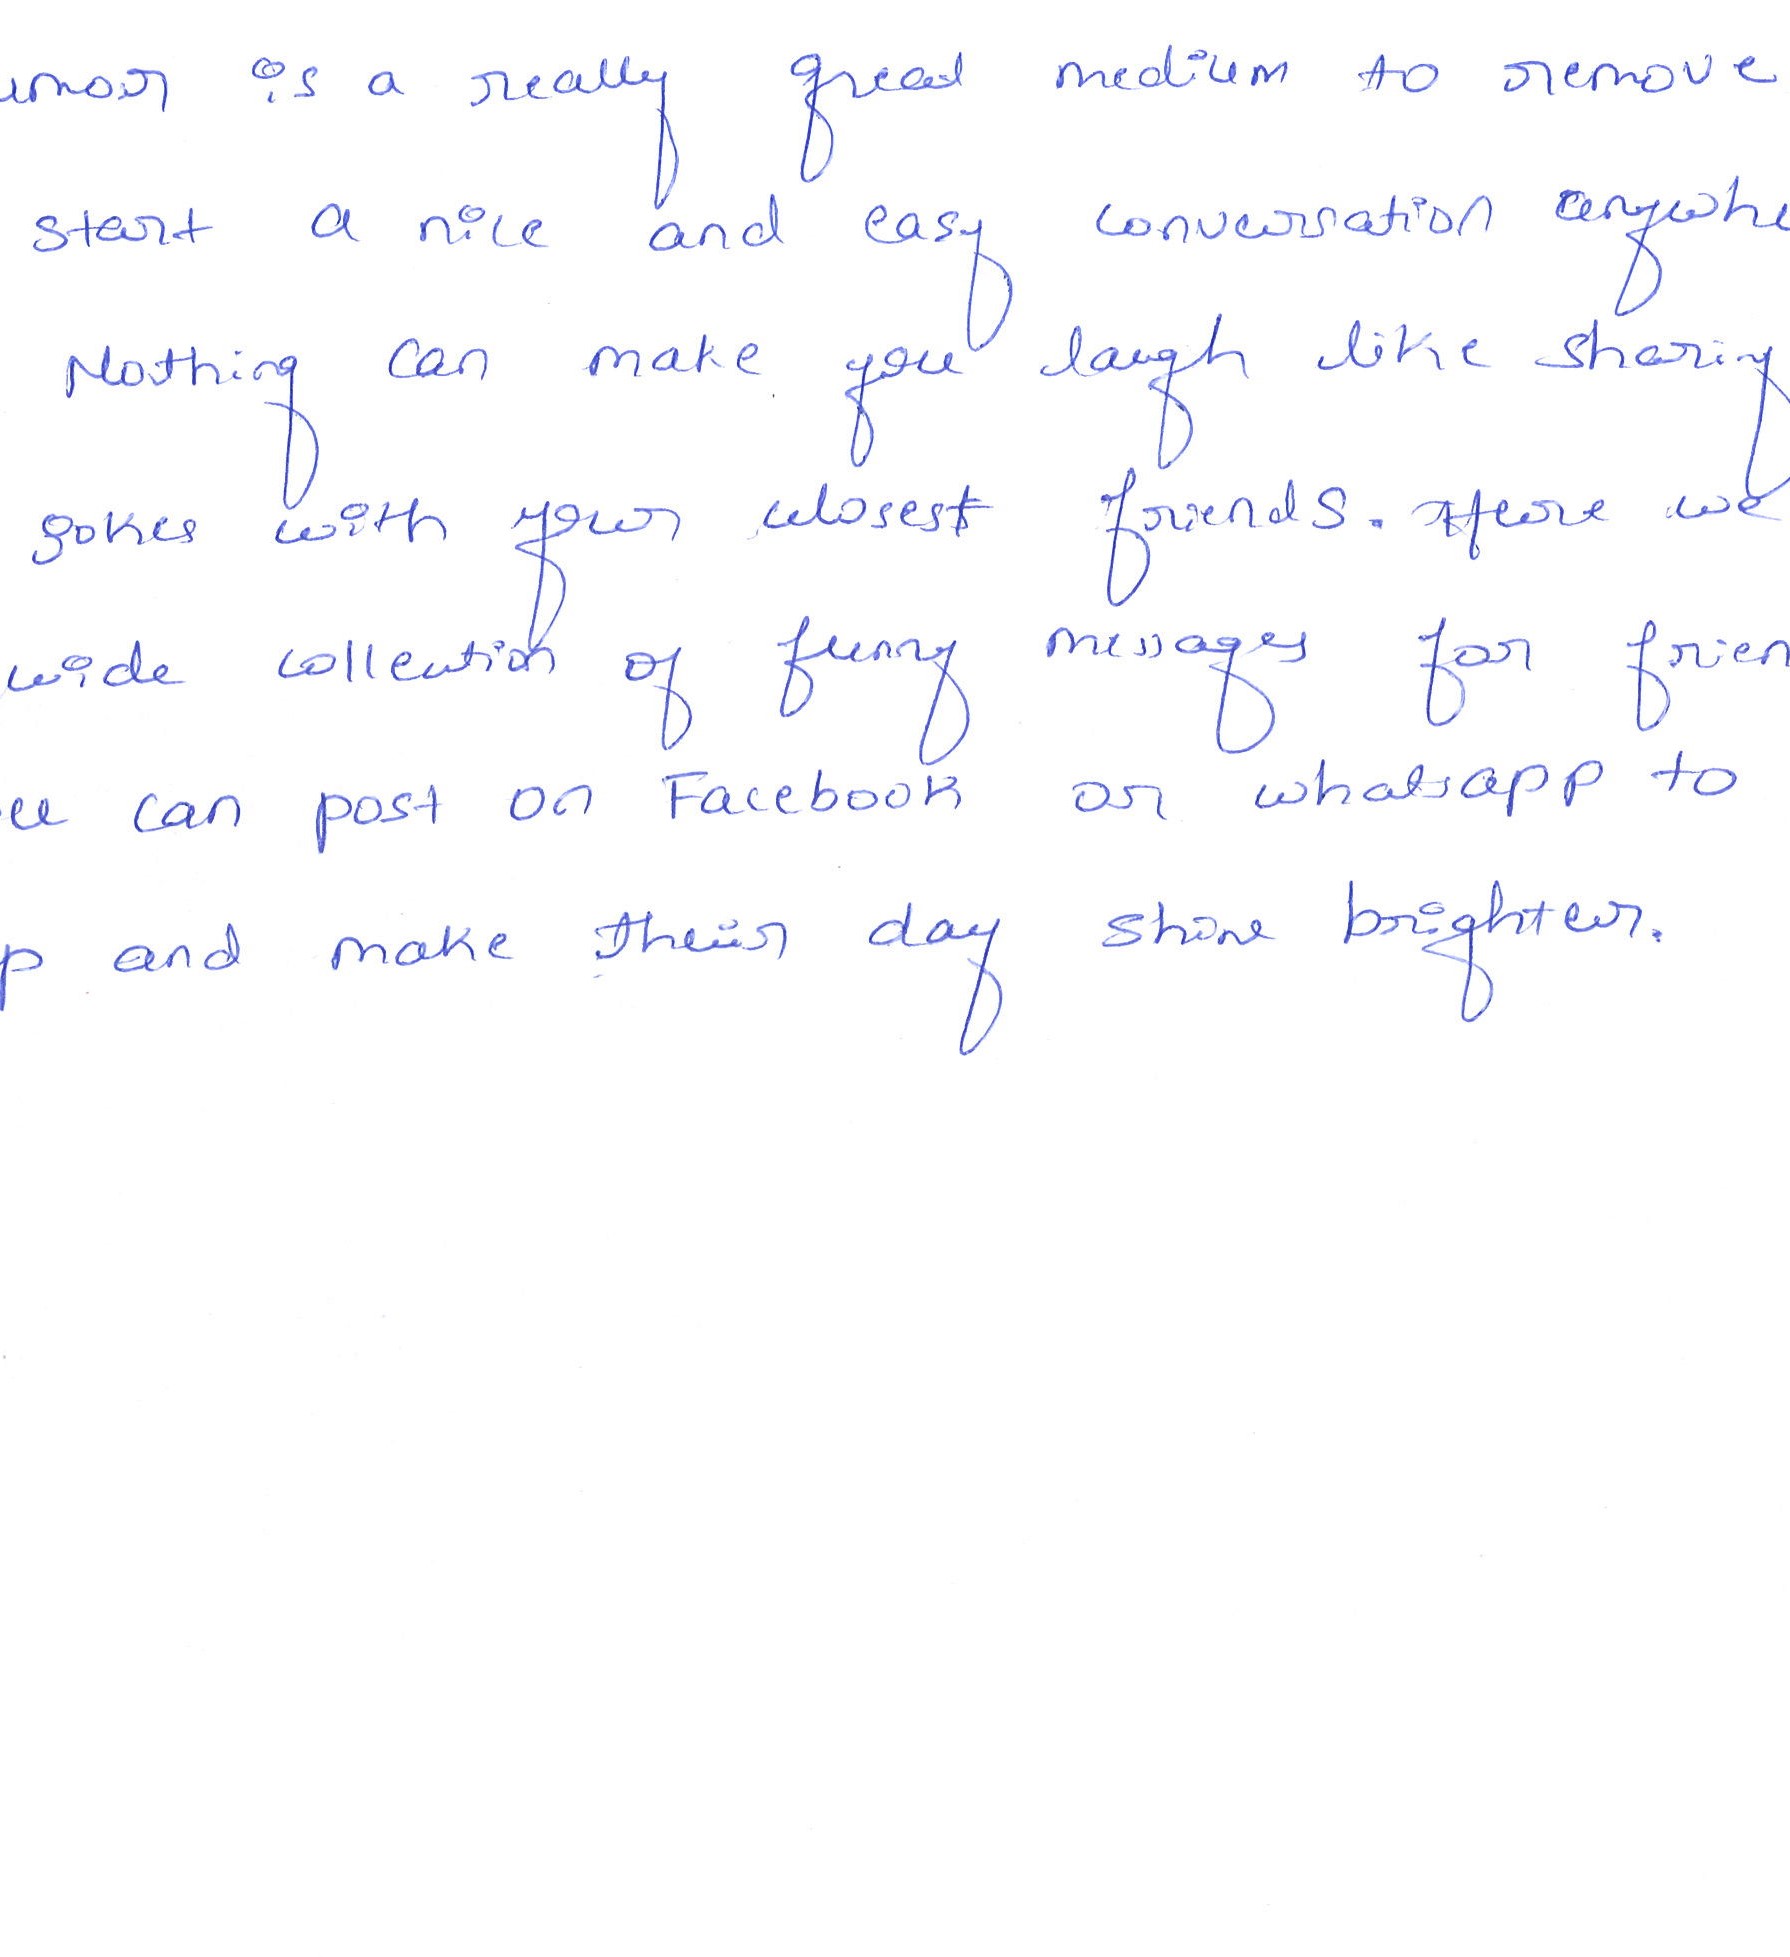 umor is a really great medium to remove
start a nice and easy conversation anywhe
Nothing can make you laugh like sharing
jokes with your closest friends. Here we
wide collection of funny messages for frien
ou can post on Facebook or whatsapp to
p and make their day shine brighter.